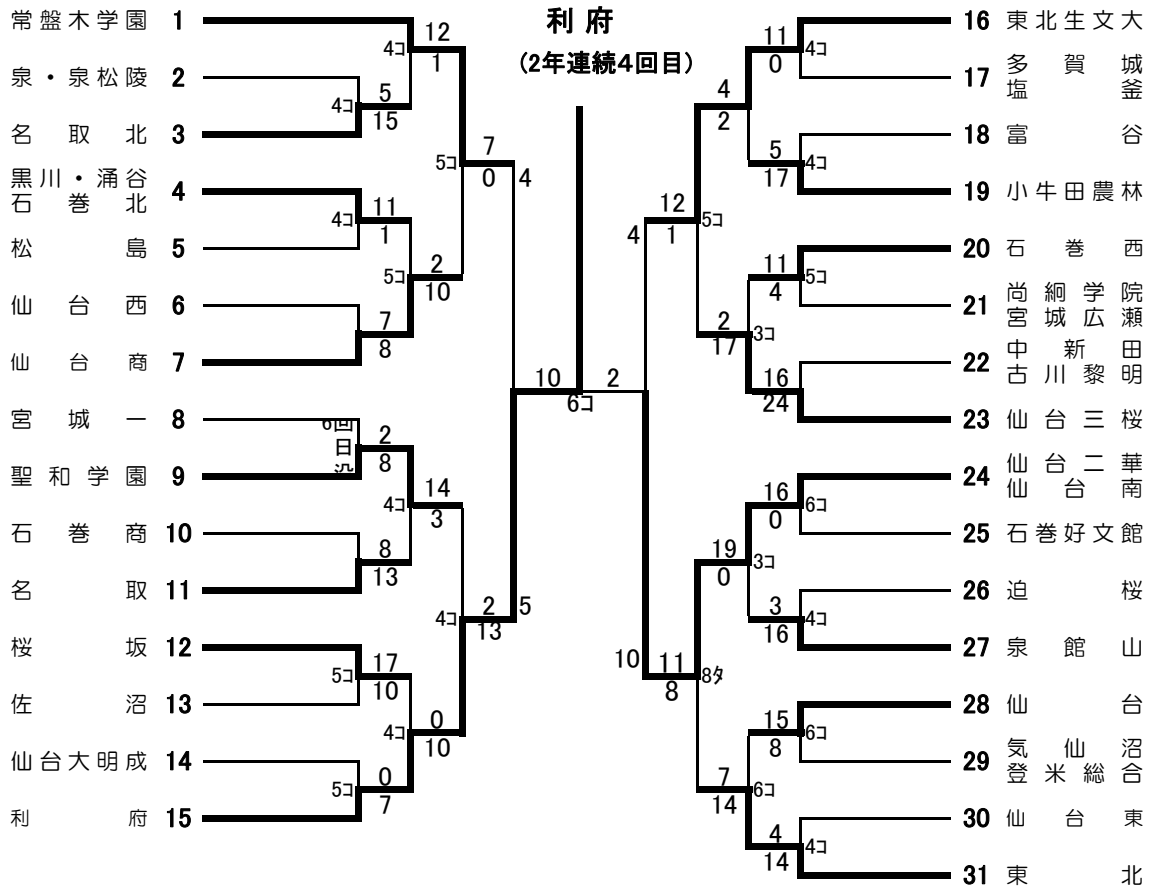 利府
(2年連続4回目)
常盤木学園 1
泉・泉松陵 2
名取北 3
黒川・涌谷
石巻北 4
松島 5
仙台西 6
仙台商 7
宮城一 8
聖和学園 9
石巻商 10
名取 11
桜坂 12
佐沼 13
仙台大明成 14
利府 15
4コ
12
1
4コ
5
15
4コ
11
1
5コ
2
10
7
8
5コ
7
0
4
6回
日
没
2
8
4コ
14
3
8
13
4コ
2
13
5
5コ
17
10
4コ
0
10
5コ
0
7
10
6コ
2
11
0
4コ
4
2
5
17
4コ
12
1
5コ
4
11
4
5コ
2
17
3コ
16
24
16
0
6コ
19
0
3コ
3
16
4コ
10
11
8
8タ
15
8
6コ
7
14
6コ
4
14
4コ
16 東北生文大
17 多賀城
塩釜
18 富谷
19 小牛田農林
20 石巻西
21 尚絅学院
宮城広瀬
22 中新田
古川黎明
23 仙台三桜
24 仙台二華
仙台南
25 石巻好文館
26 迫桜
27 泉館山
28 仙台
29 気仙沼
登米総合
30 仙台東
31 東北